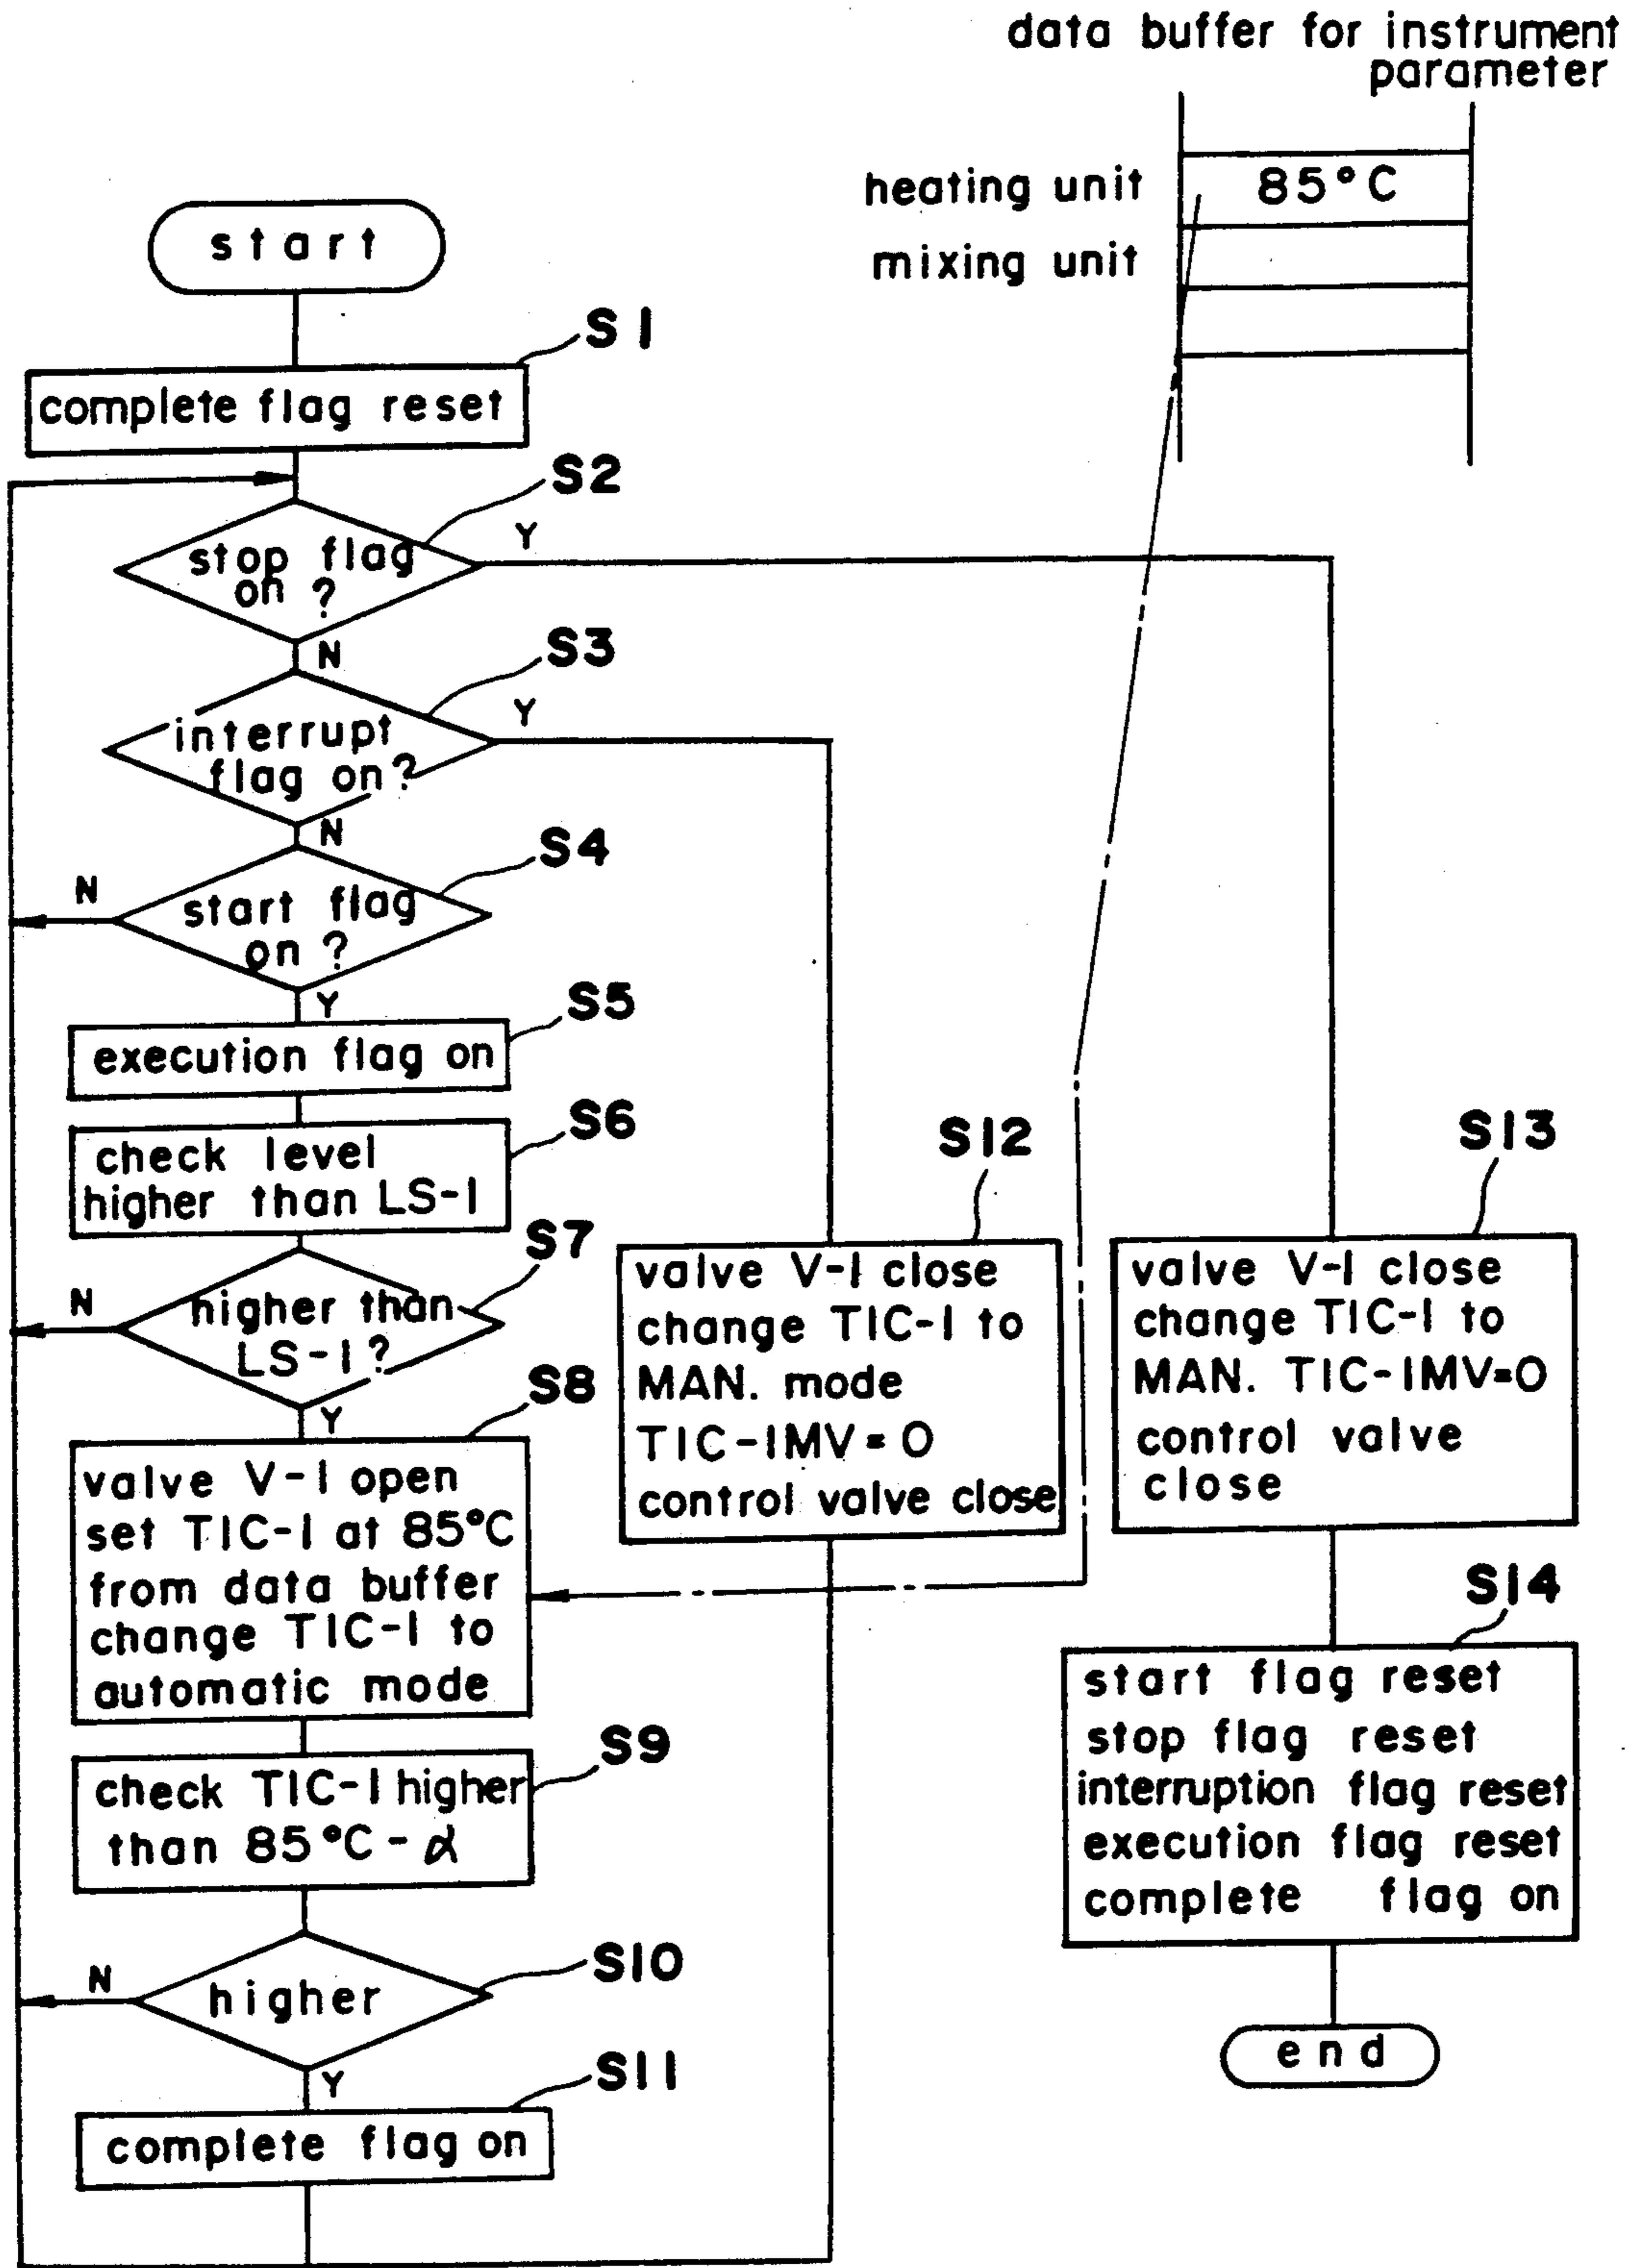 data buffer for instrument
parameter
heating unit
85°C
mixing unit
start
S1
complete flag reset
S2
stop flag
on ?
Y
N
S3
interrupt
flag on?
Y
N
S4
start flag
on ?
N
Y
S5
execution flag on
S6
check level
higher than LS-1
S7
higher than
LS-1?
N
Y
S8
valve V-1 open
set TIC-1 at 85°C
from data buffer
change TIC-1 to
automatic mode
S9
check TIC-1 higher
than 85°C-α
S10
higher
N
Y
S11
complete flag on
S12
valve V-1 close
change TIC-1 to
MAN. mode
TIC-1MV=0
control valve close
S13
valve V-1 close
change TIC-1 to
MAN. TIC-1MV=0
control valve
close
S14
start flag reset
stop flag reset
interruption flag reset
execution flag reset
complete flag on
end